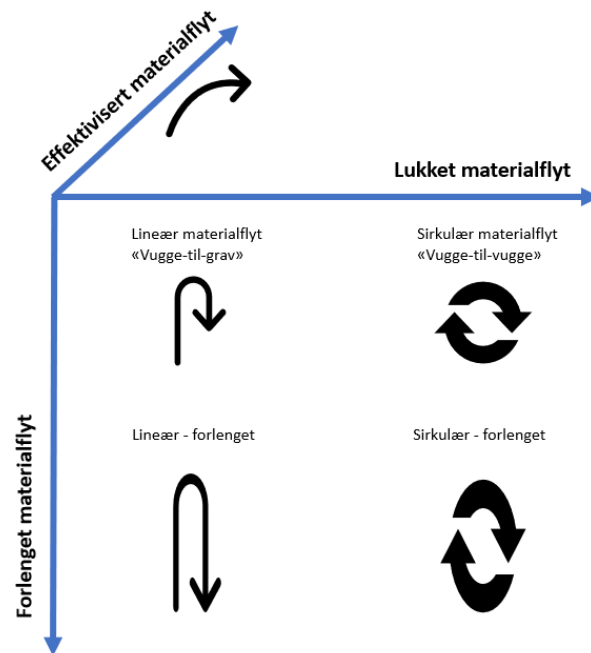 Effektivisert materialflyt
Lukket materialflyt
Lineær materialflyt
«Vugge-til-grav»
Sirkulær materialflyt
«Vugge-til-vugge»
Forlenget materialflyt
Lineær - forlenget
Sirkulær - forlenget